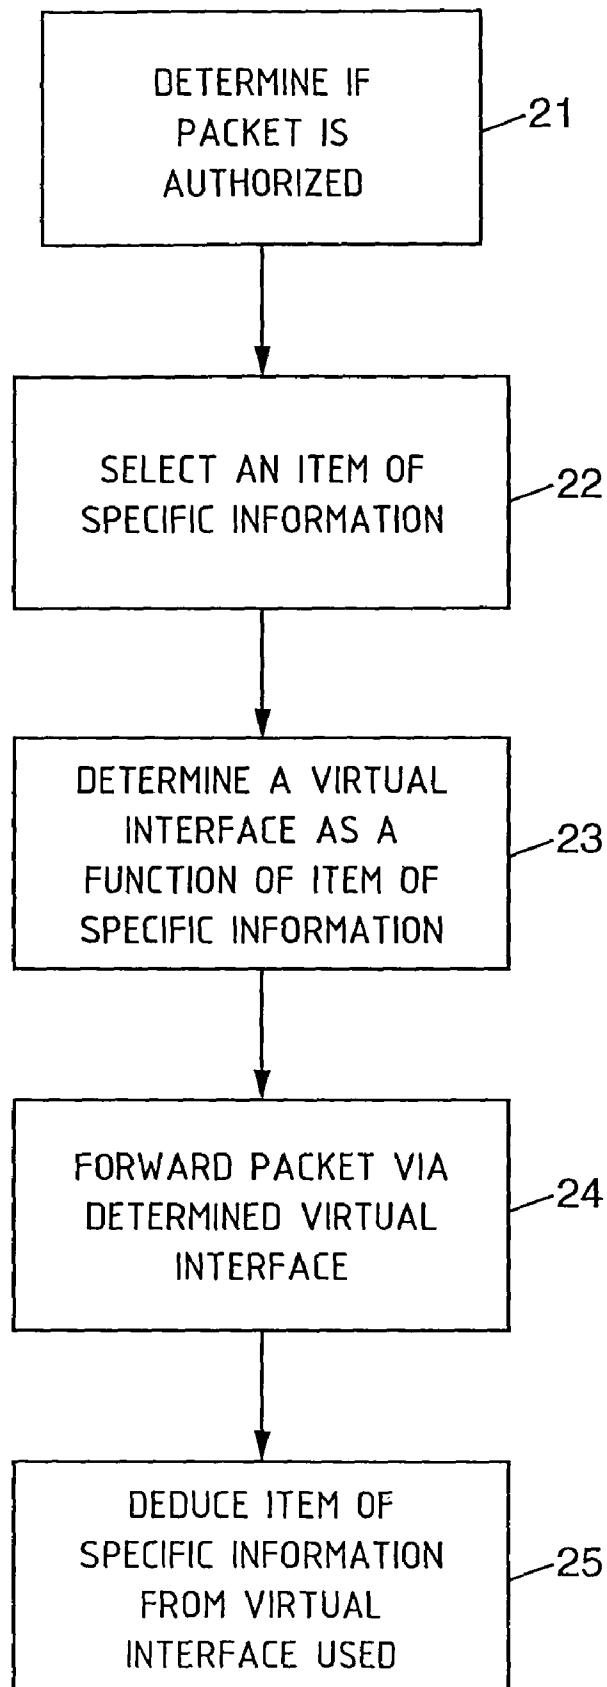 DETERMINE IF
PACKET IS
AUTHORIZED
21
SELECT AN ITEM OF
SPECIFIC INFORMATION
22
DETERMINE A VIRTUAL
INTERFACE AS A
FUNCTION OF ITEM OF
SPECIFIC INFORMATION
23
FORWARD PACKET VIA
DETERMINED VIRTUAL
INTERFACE
24
DEDUCE ITEM OF
SPECIFIC INFORMATION
FROM VIRTUAL
INTERFACE USED
25